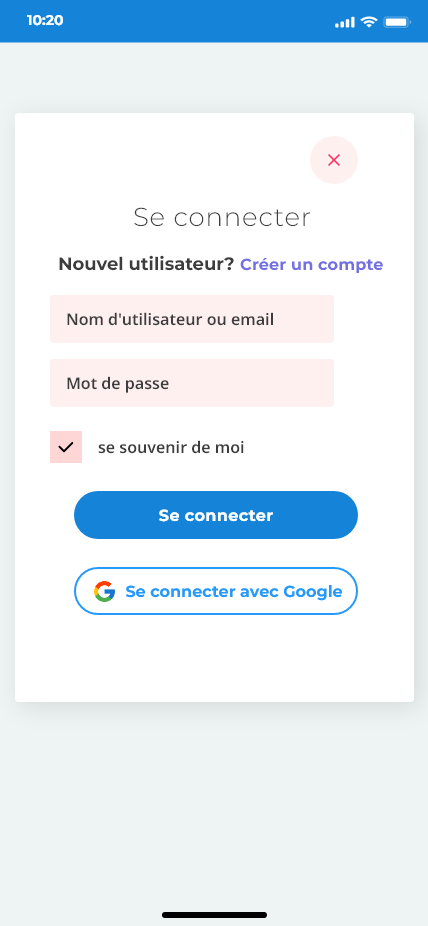 10:20
Se connecter
Nouvel utilisateur? Créer un compte
Nom d'utilisateur ou email
Mot de passe
se souvenir de moi
Se connecter
Se connecter avec Google